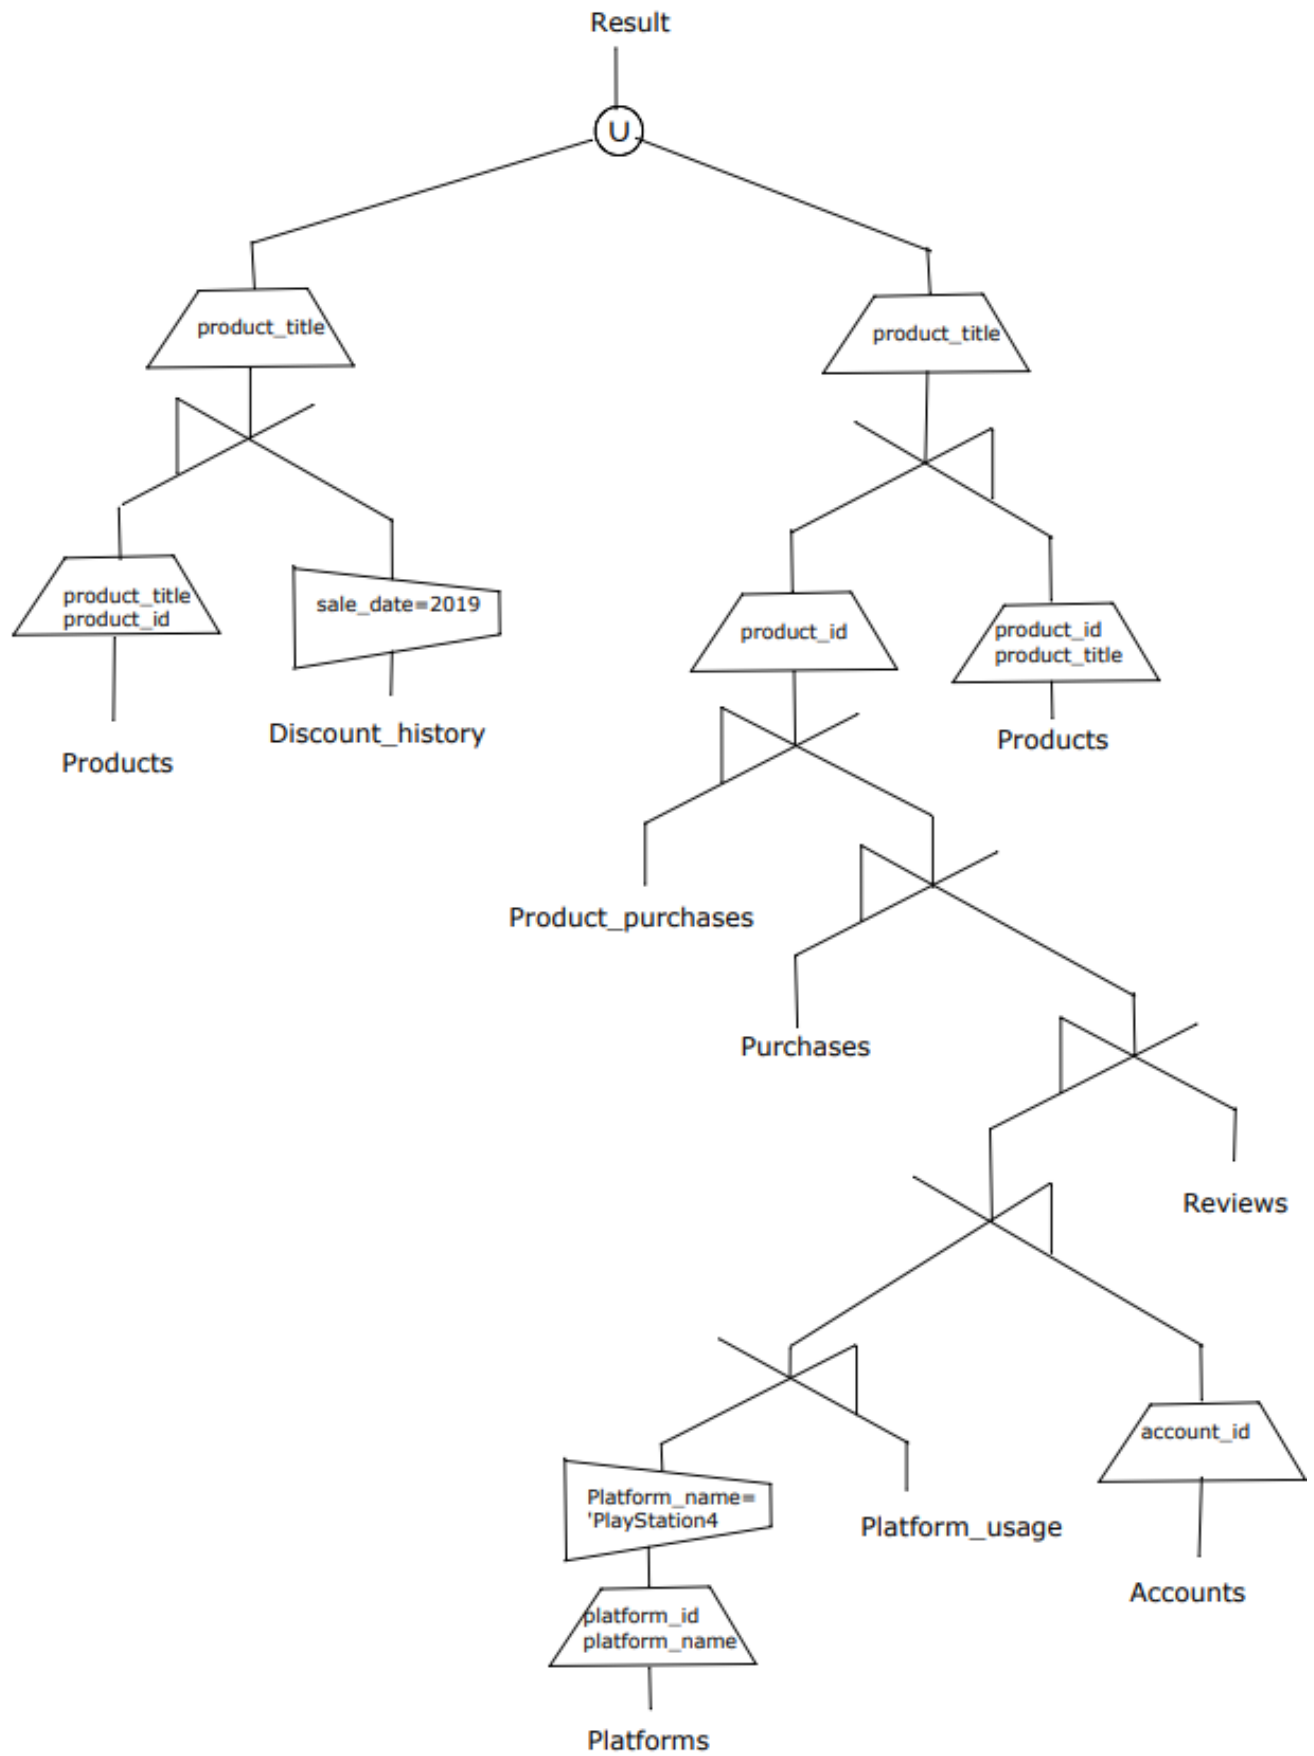 Result
U
product_title
product_title
product_title
product_id
sale_date=2019
product_id
product_id
product_title
Discount_history
Products
Products
Product_purchases
Purchases
Reviews
account_id
Platform_name=
'PlayStation4
Platform_usage
Accounts
platform_id
platform_name
Platforms